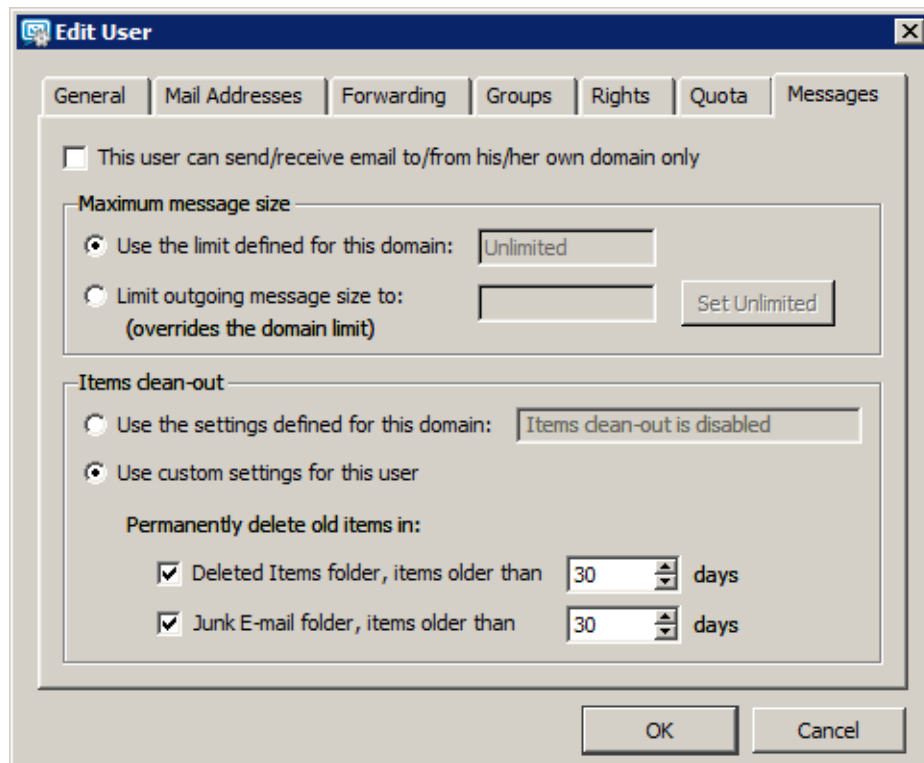 Edit User
General Mail Addresses Forwarding Groups Rights Quota Messages
This user can send/receive email to/from his/her own domain only
Maximum message size
Use the limit defined for this domain: Unlimited
Limit outgoing message size to:
(overrides the domain limit)
Set Unlimited
Items clean-out
Use the settings defined for this domain: Items clean-out is disabled
Use custom settings for this user
Permanently delete old items in:
Deleted Items folder, items older than 30 days
Junk E-mail folder, items older than 30 days
OK Cancel